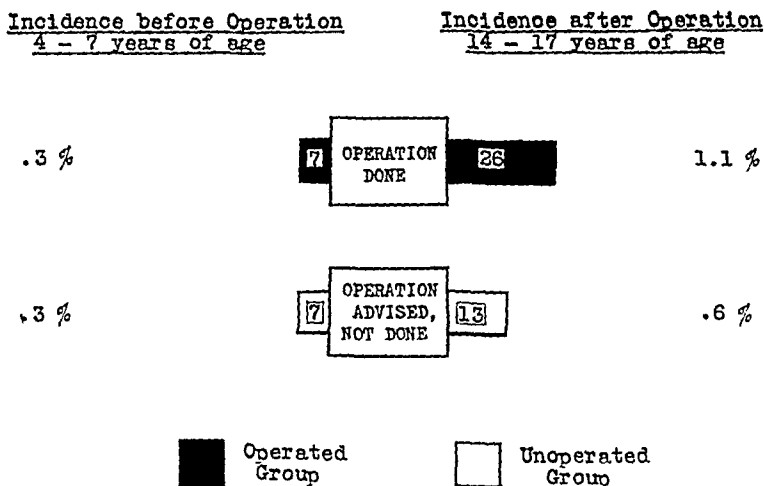 Incidence before Operation
4 - 7 years of age
Incidence after Operation
14 - 17 years of age
.3 %
7
OPERATION
DONE
26
1.1 %
.3 %
7
OPERATION
ADVISED,
NOT DONE
13
.6 %
Operated
Group
Unoperated
Group